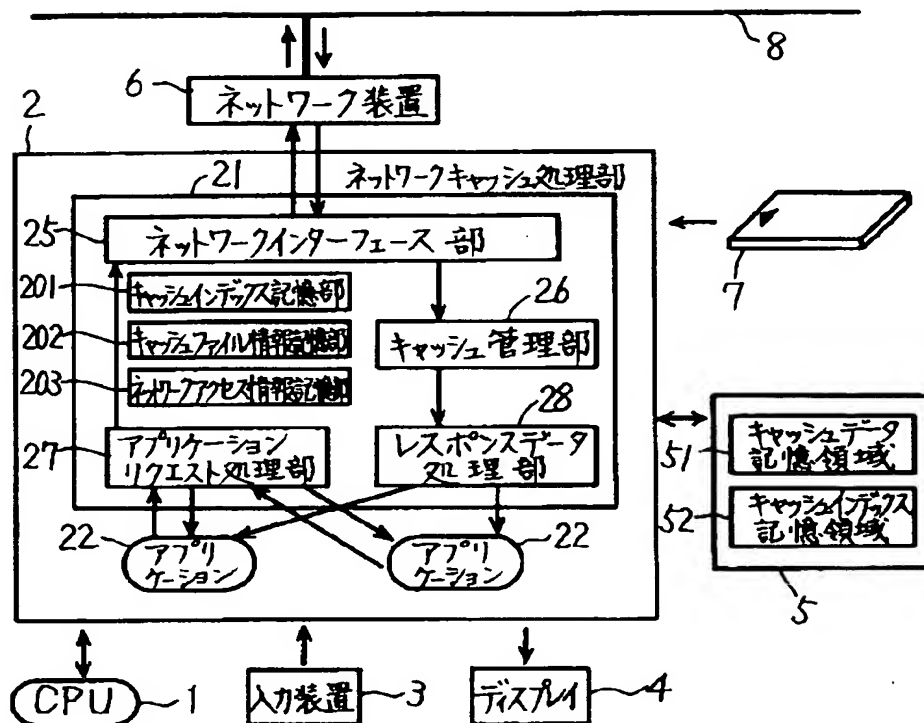 8
6
ネットワーク装置
2
21
ネットワークキャッシュ処理部
25
ネットワークインターフェース部
7
201
キャッシュインデックス記憶部
26
202
キャッシュファイル情報記憶部
キャッシュ管理部
203
ネットワークアクセス情報記憶部
28
27
アプリケーション
リクエスト処理部
レスポンスデータ
処理部
51
キャッシュデータ
記憶領域
52
キャッシュインデックス
記憶領域
22
アプリ
ケーション
アプリ
ケーション
22
5
CPU
1
入力装置
3
ディスプレイ
4